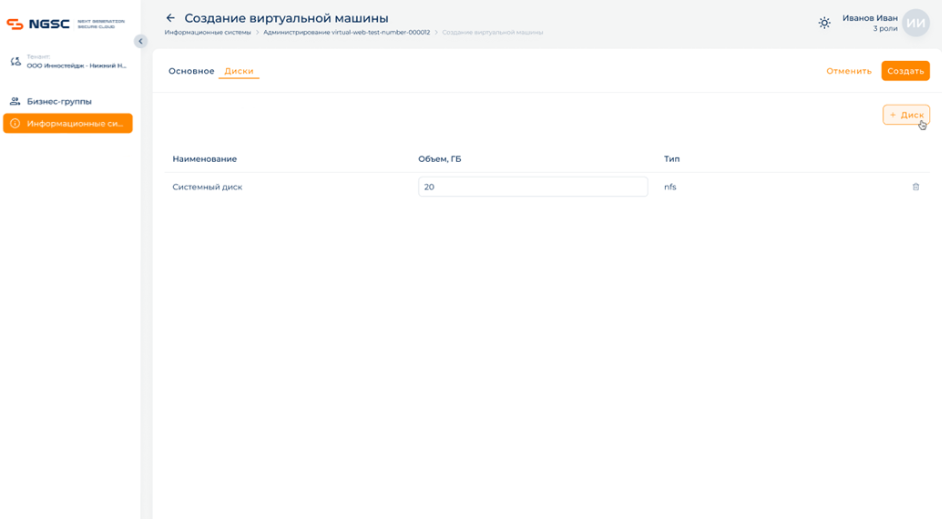 NGSC NEXT GENERATION
SECURE CLOUD
Тенант
ООО Инностейдж - Нижний Н...
Бизнес-группы
Информационные си...
Создание виртуальной машины
Информационные системы > Администрирование virtual-web-test-number-000012 > Создание виртуальной машины
Иванов Иван
3 роли
ИИ
Основное Диски
Отменить Создать
+ Диск
Наименование Объем, ГБ Тип
Системный диск 20 nfs